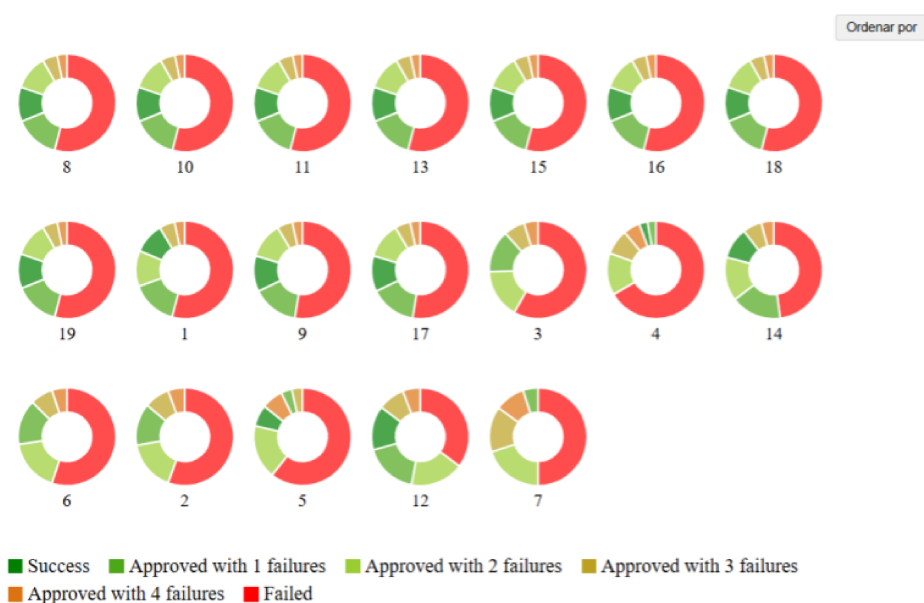 Ordenar por
8 10 11 13 15 16 18
19 1 9 17 3 4 14
6 2 5 12 7
Success Approved with 1 failures Approved with 2 failures Approved with 3 failures
Approved with 4 failures Failed